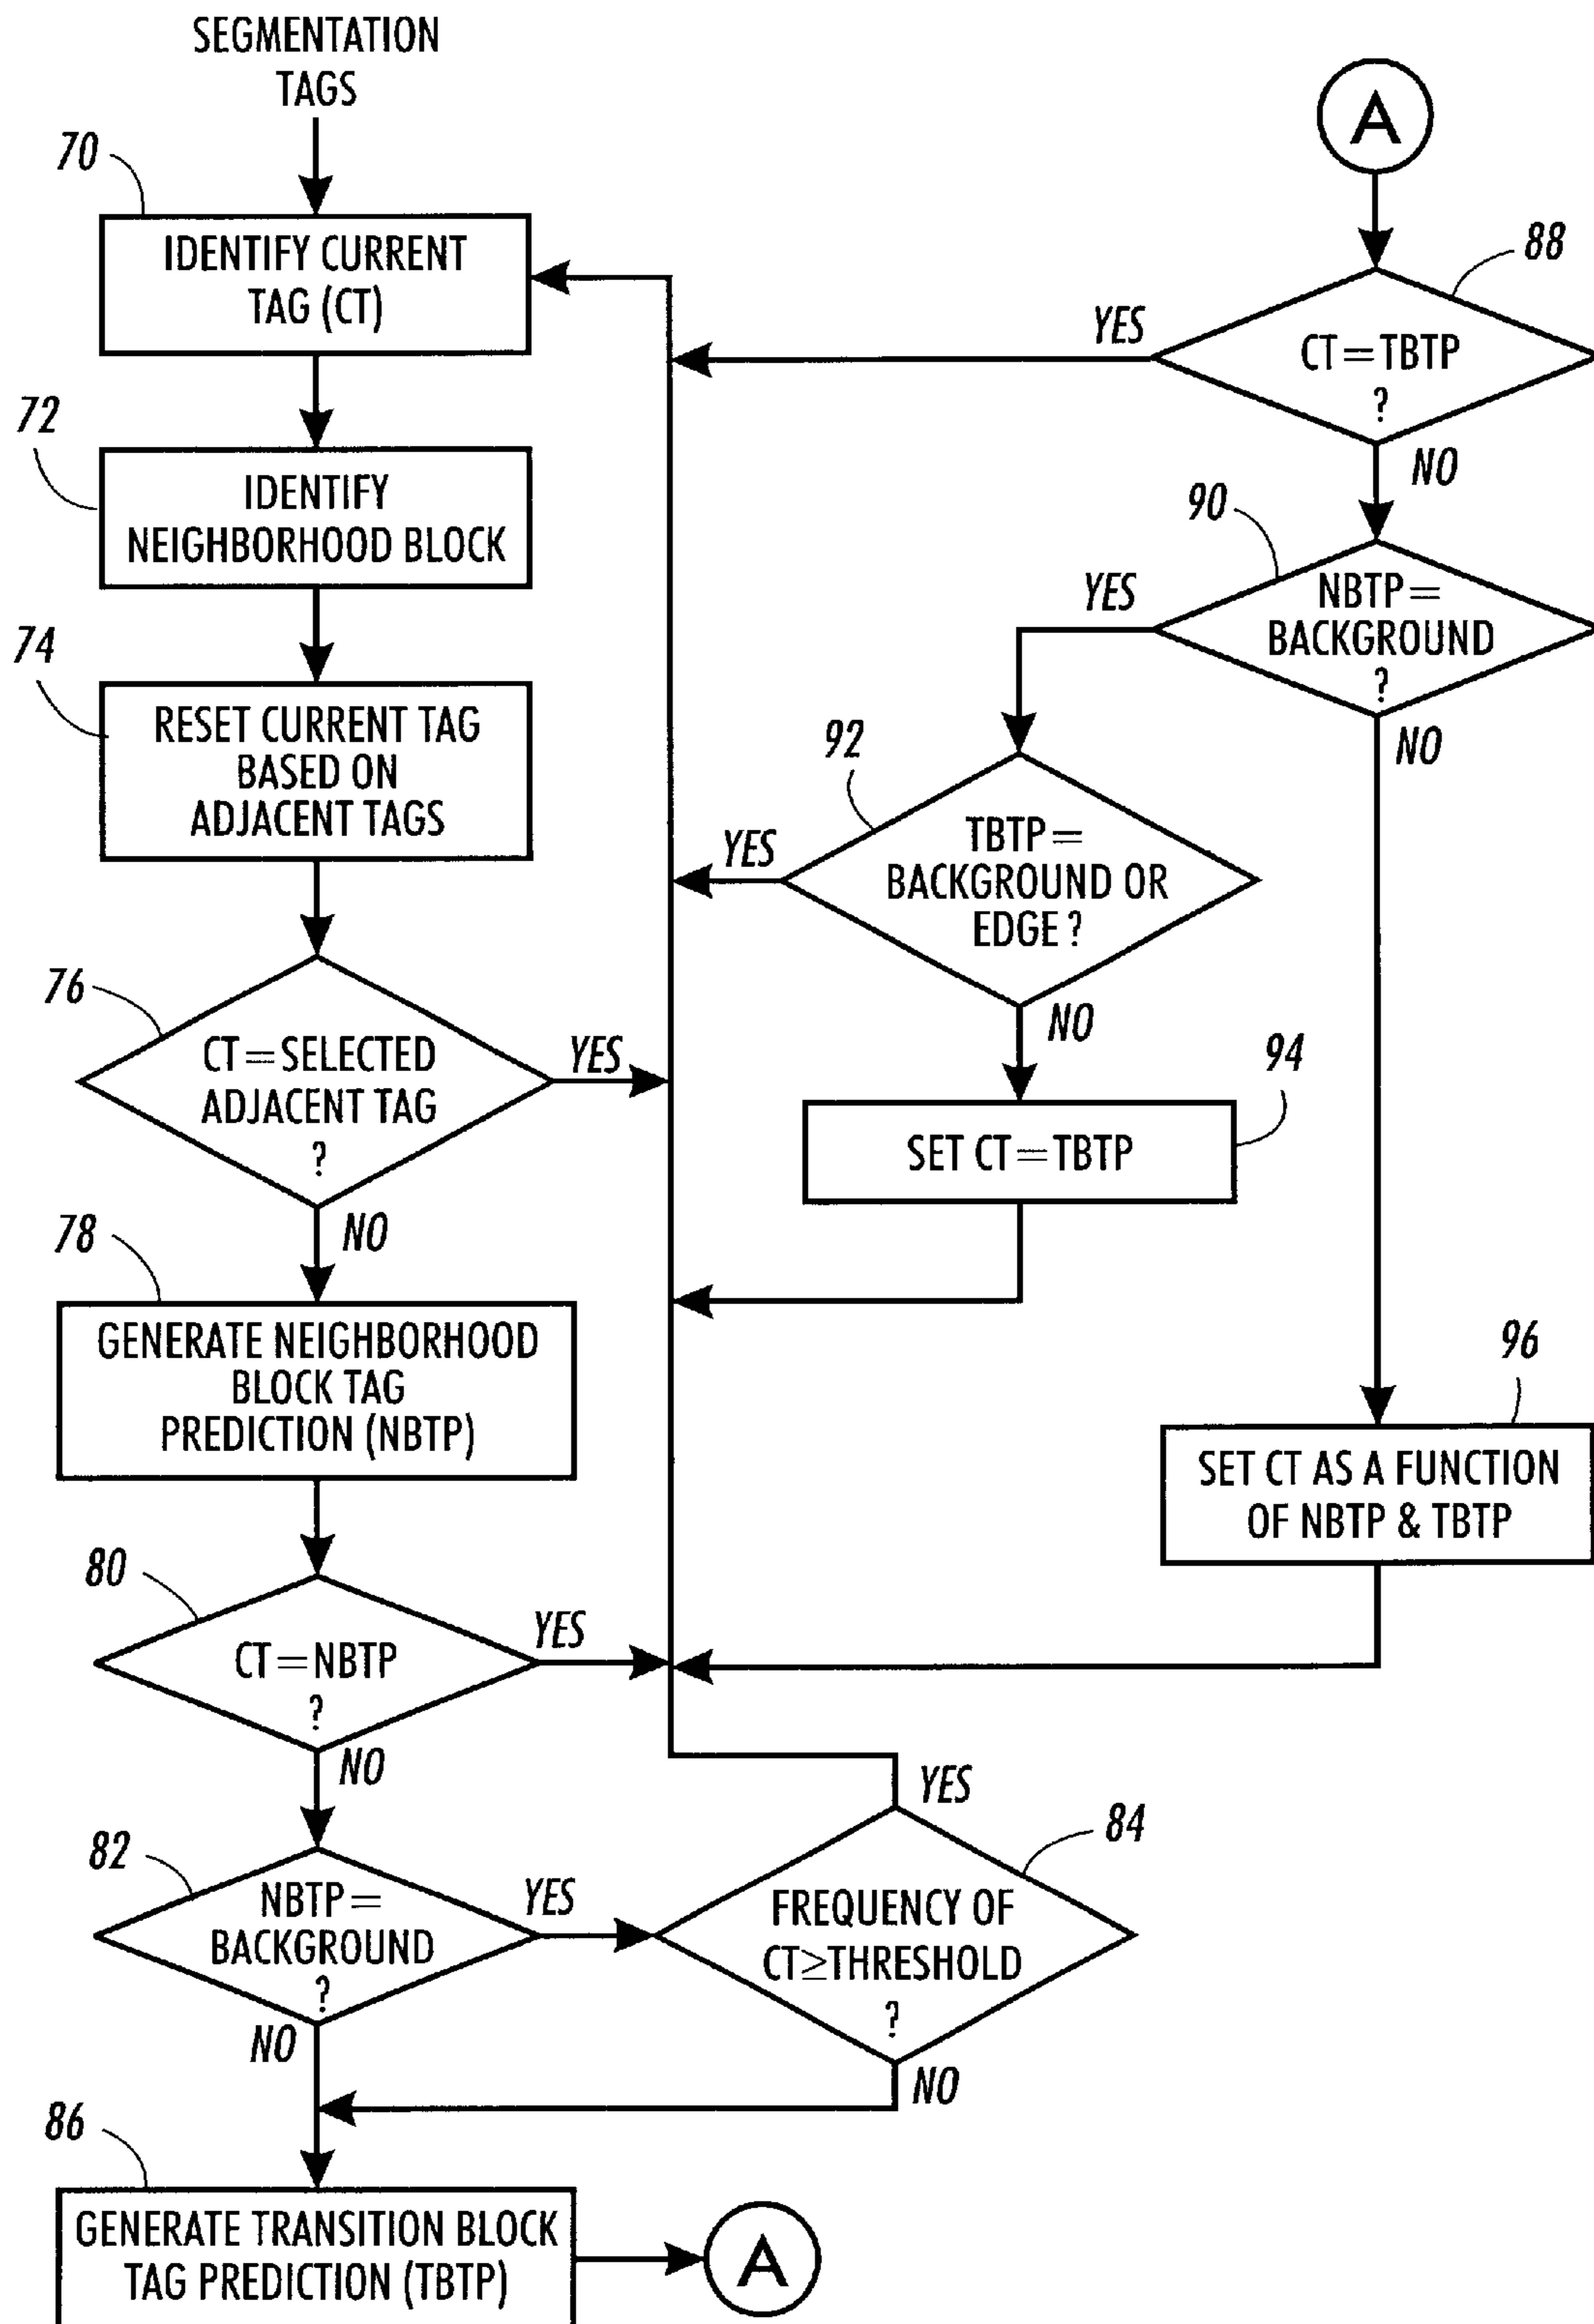 SEGMENTATION
TAGS
70
IDENTIFY CURRENT
TAG (CT)
72
IDENTIFY
NEIGHBORHOOD BLOCK
74
RESET CURRENT TAG
BASED ON
ADJACENT TAGS
76
CT=SELECTED
ADJACENT TAG
?
YES
NO
78
GENERATE NEIGHBORHOOD
BLOCK TAG
PREDICTION (NBTP)
80
CT=NBTP
?
YES
NO
82
NBTP=
BACKGROUND
?
YES
NO
84
FREQUENCY OF
CT≥THRESHOLD
?
YES
NO
86
GENERATE TRANSITION BLOCK
TAG PREDICTION (TBTP)
A
A
88
CT=TBTP
?
YES
NO
90
NBTP=
BACKGROUND
?
YES
NO
92
TBTP=
BACKGROUND OR
EDGE ?
YES
NO
94
SET CT=TBTP
96
SET CT AS A FUNCTION
OF NBTP & TBTP